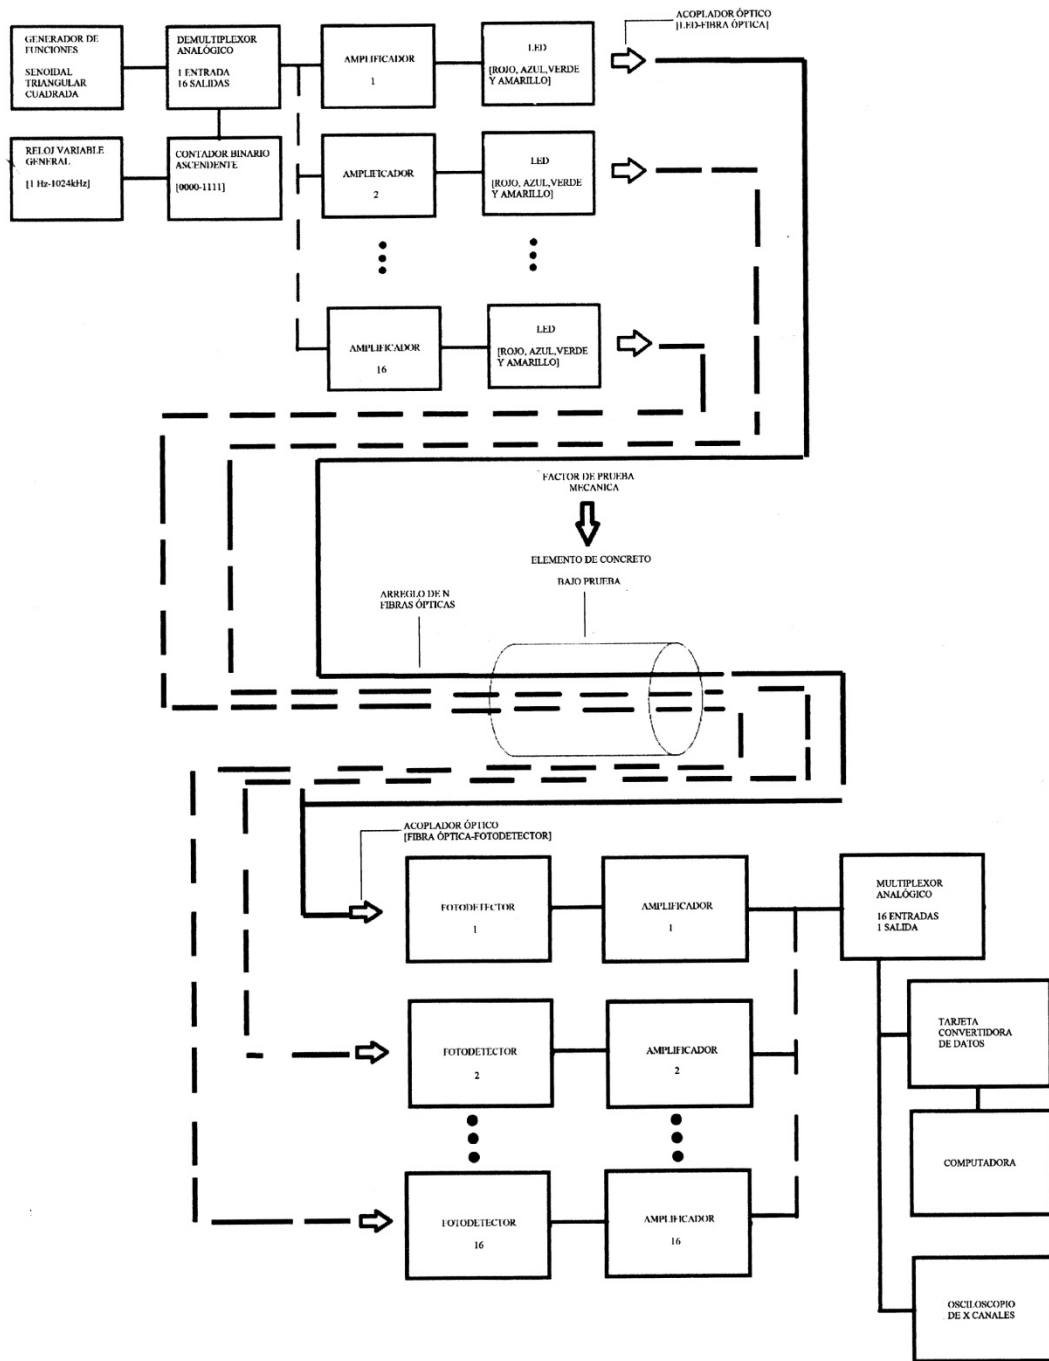 GENERADOR DE
FUNCIONES
SENOIDAL
TRIANGULAR
CUADRADA
DEMULTIPLEXOR
ANALÓGICO
1 ENTRADA
16 SALIDAS
AMPLIFICADOR
1
LED
[ROJO, AZUL,VERDE
Y AMARILLO]
ACOPLADOR ÓPTICO
[LED-FIBRA ÓPTICA]
RELOJ VARIABLE
GENERAL
[1 Hz-1024kHz]
CONTADOR BINARIO
ASCENDENTE
[0000-1111]
AMPLIFICADOR
2
LED
[ROJO, AZUL,VERDE
Y AMARILLO]
AMPLIFICADOR
16
LED
[ROJO, AZUL,VERDE
Y AMARILLO]
FACTOR DE PRUEBA
MECANICA
ELEMENTO DE CONCRETO
BAJO PRUEBA
ARREGLO DE N
FIBRAS ÓPTICAS
ACOPLADOR ÓPTICO
[FIBRA ÓPTICA-FOTODETECTOR]
FOTODETECTOR
1
AMPLIFICADOR
1
MULTIPLEXOR
ANALÓGICO
16 ENTRADAS
1 SALIDA
FOTODETECTOR
2
AMPLIFICADOR
2
TARJETA
CONVERTIDORA
DE DATOS
COMPUTADORA
FOTODETECTOR
16
AMPLIFICADOR
16
OSCILOSCOPIO
DE X CANALES